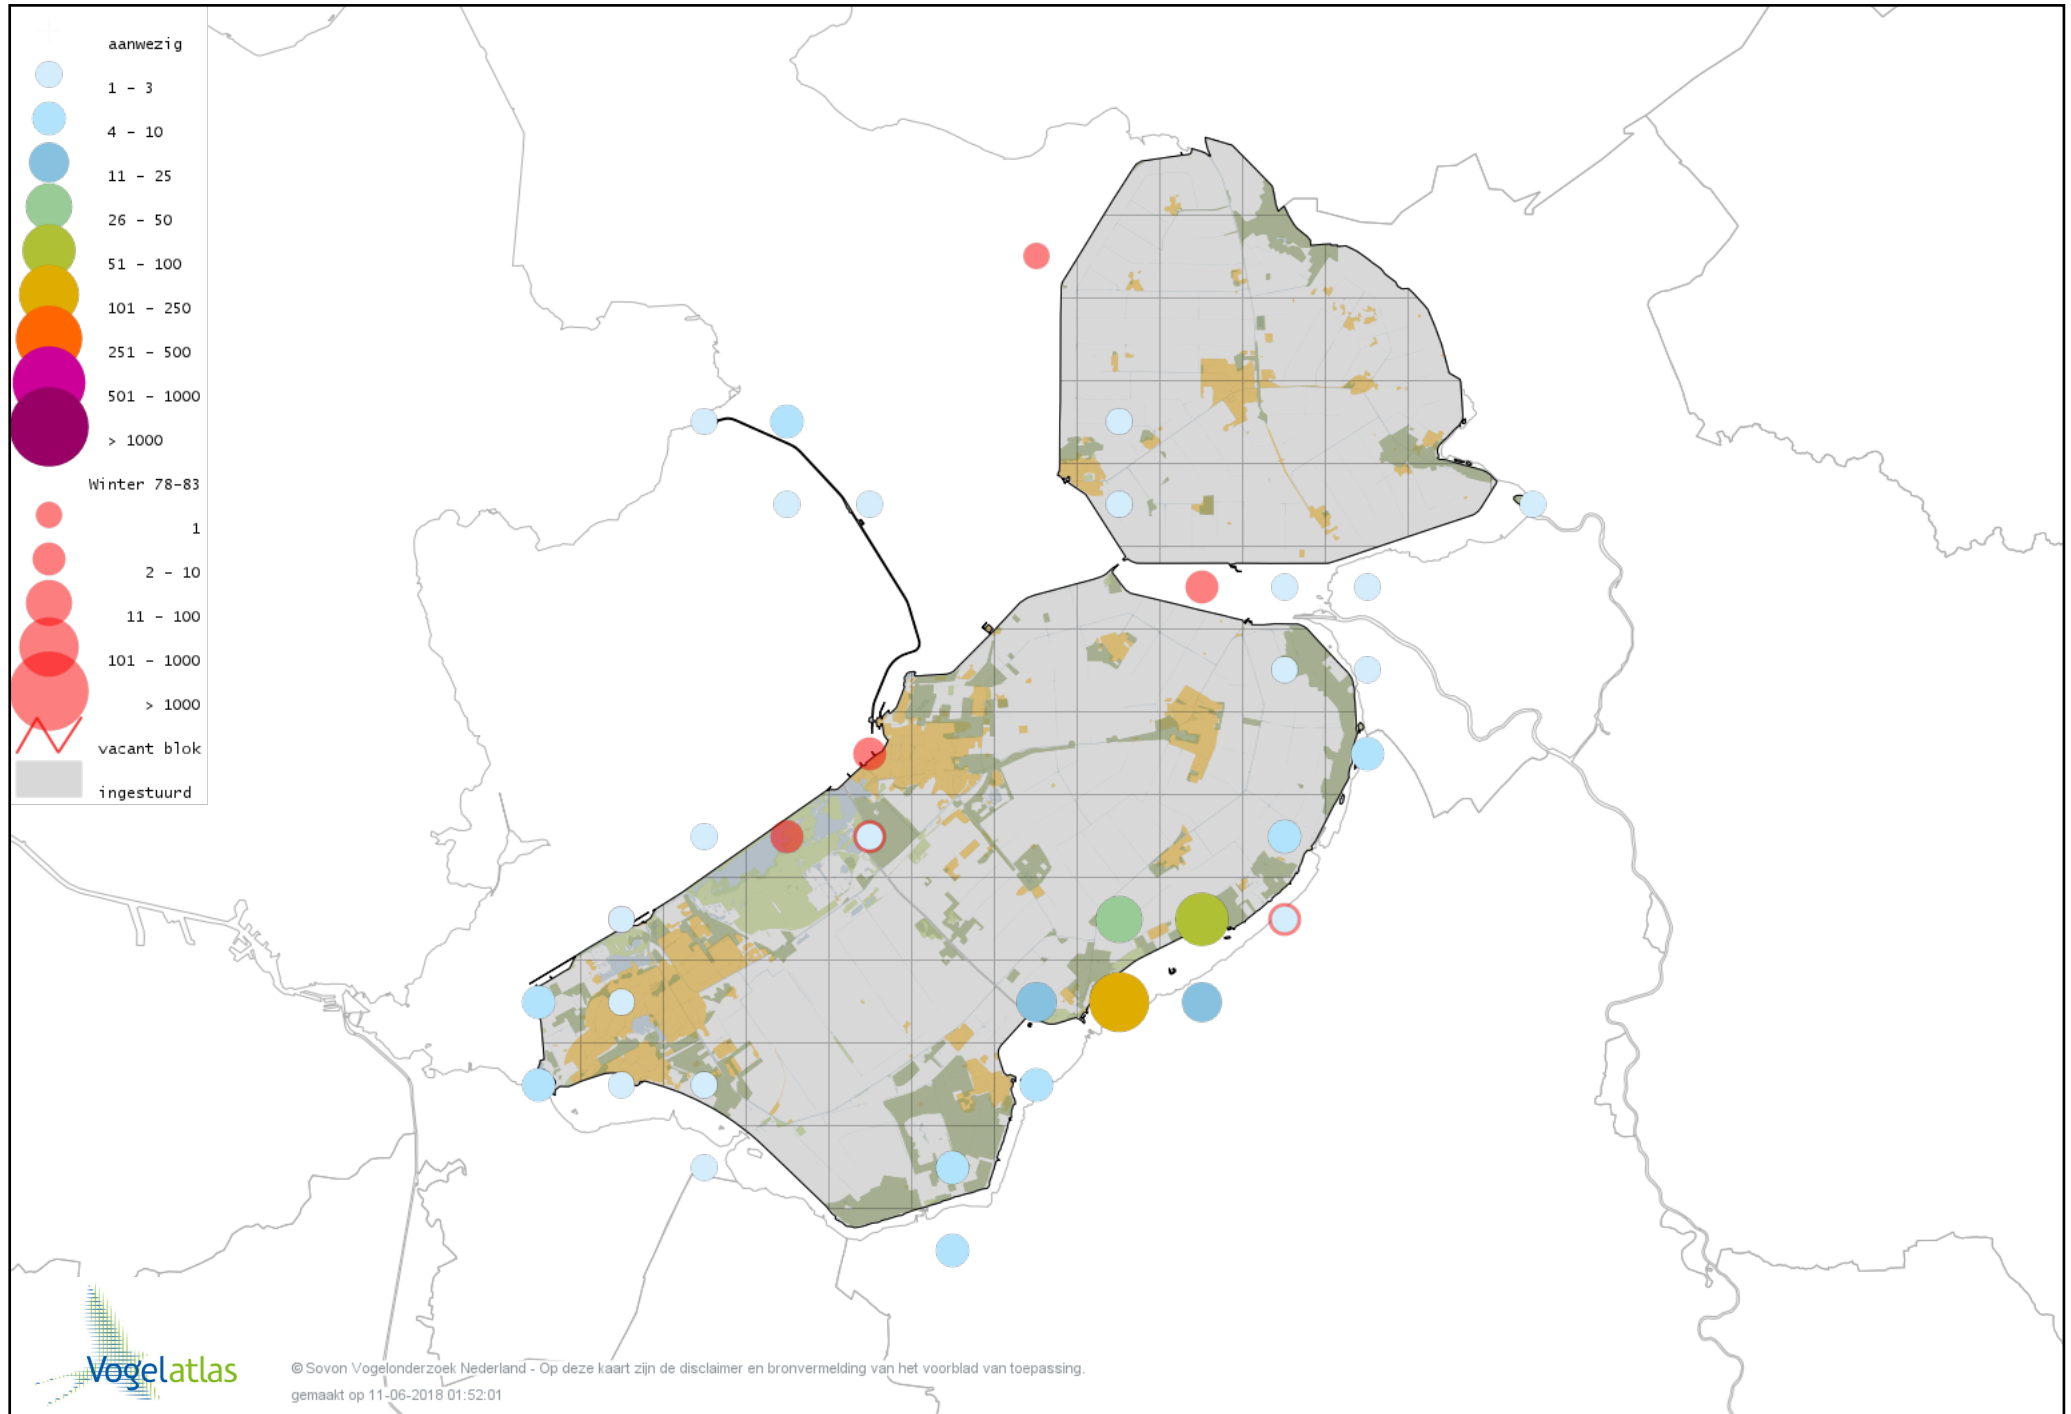 aanwezig
1 – 3
4 – 10
11 – 25
26 – 50
51 – 100
101 – 250
251 – 500
501 – 1000
> 1000
Winter 78-83
1
2 – 10
11 – 100
101 – 1000
> 1000
vacant blok
ingestuurd
Vogelatlas
© Sovon Vogelonderzoek Nederland - Op deze kaart zijn de disclaimer en bronvermelding van het voorblad van toepassing.
gemaakt op 11-06-2018 01:52:01